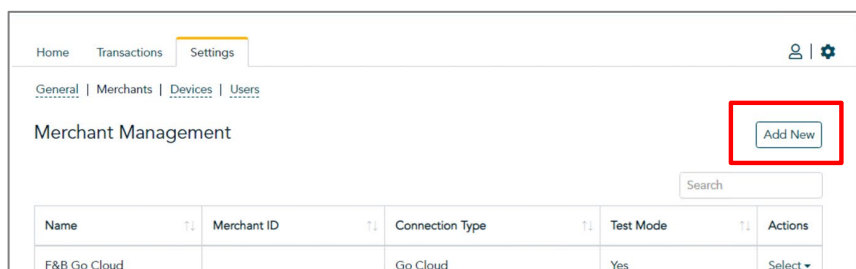 Home Transactions Settings
General | Merchants | Devices | Users
Merchant Management
Add New
Search
Name Merchant ID Connection Type Test Mode Actions
F&B Go Cloud Go Cloud Yes Select